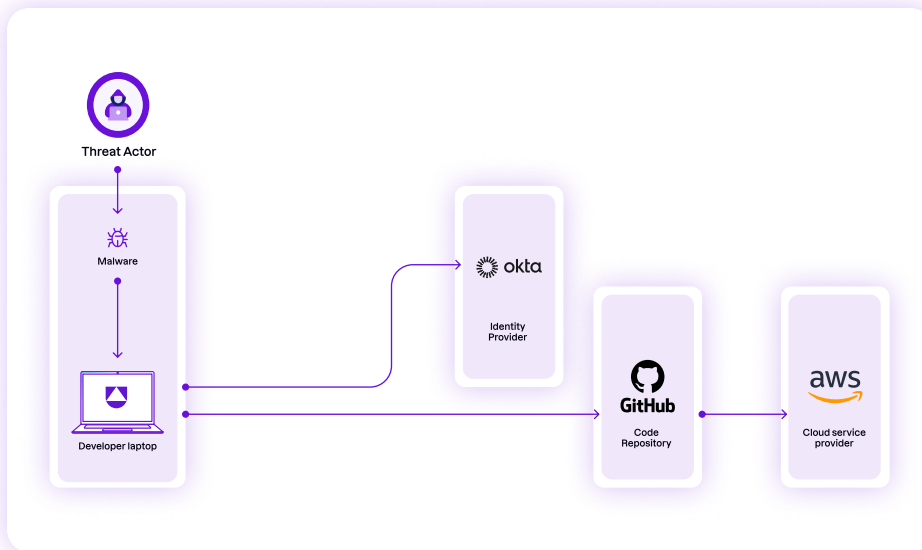 Threat Actor
Malware
Developer laptop
okta
Identity
Provider
GitHub
Code
Repository
aws
Cloud service
provider